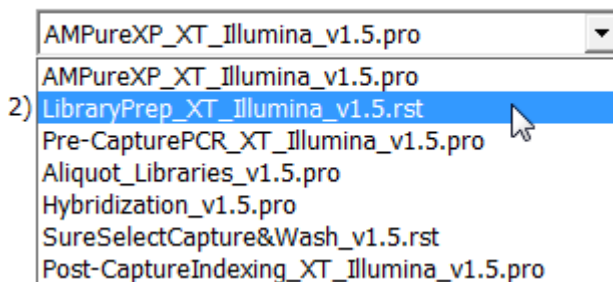 AMPureXP_XT_Illumina_v1.5.pro
AMPureXP_XT_Illumina_v1.5.pro
2) LibraryPrep_XT_Illumina_v1.5.rst
Pre-CapturePCR_XT_Illumina_v1.5.pro
Aliquot_Libraries_v1.5.pro
Hybridization_v1.5.pro
SureSelectCapture&Wash_v1.5.rst
Post-CaptureIndexing_XT_Illumina_v1.5.pro